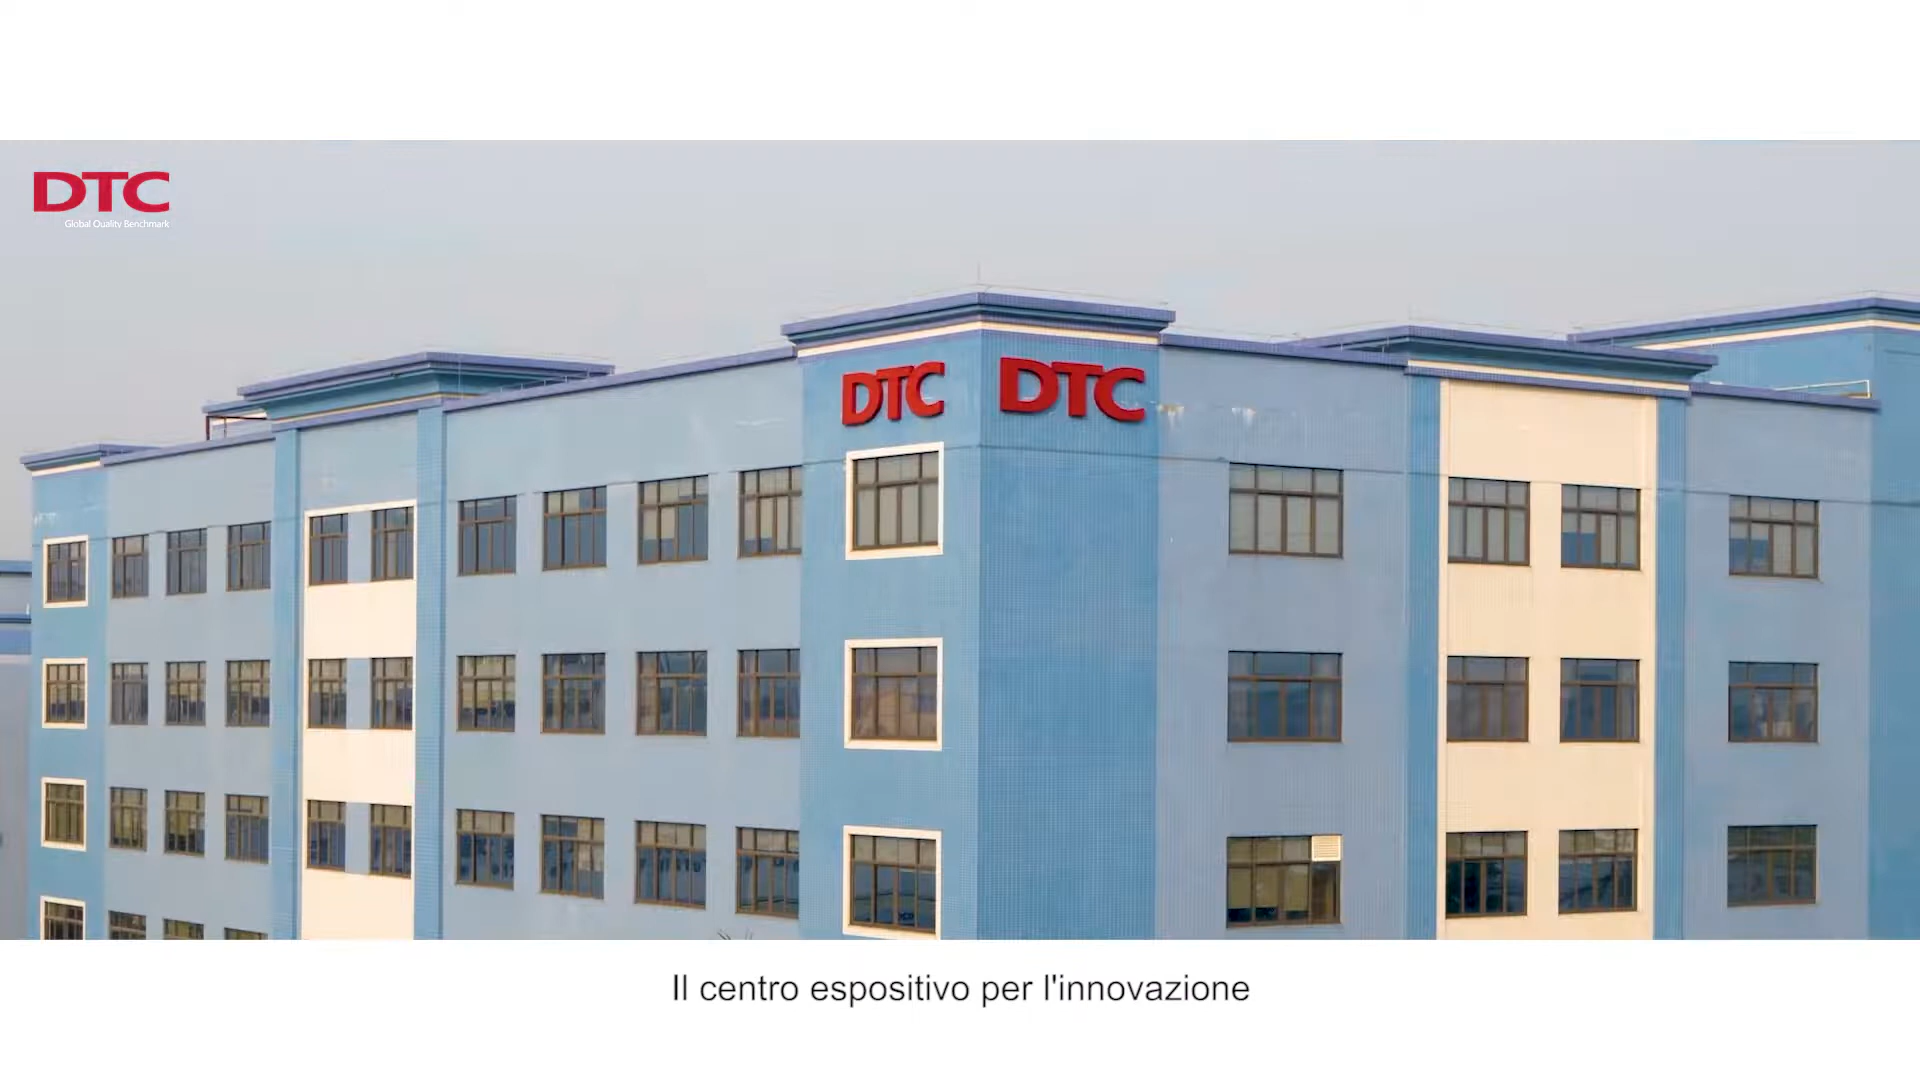 DTC
Global Quality Benchmark
DTC DTC
Il centro espositivo per l'innovazione